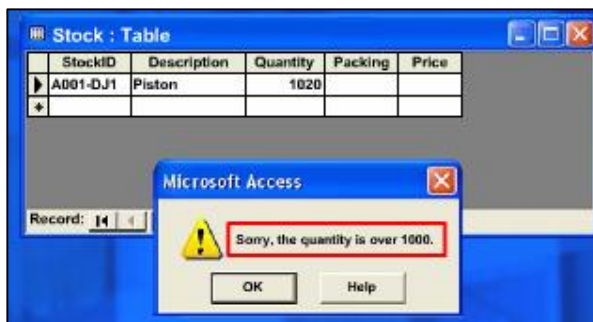 Stock : Table
StockID Description Quantity Packing Price
A001-DJ1 Piston 1020
Microsoft Access
Record:
Sorry, the quantity is over 1000.
OK Help